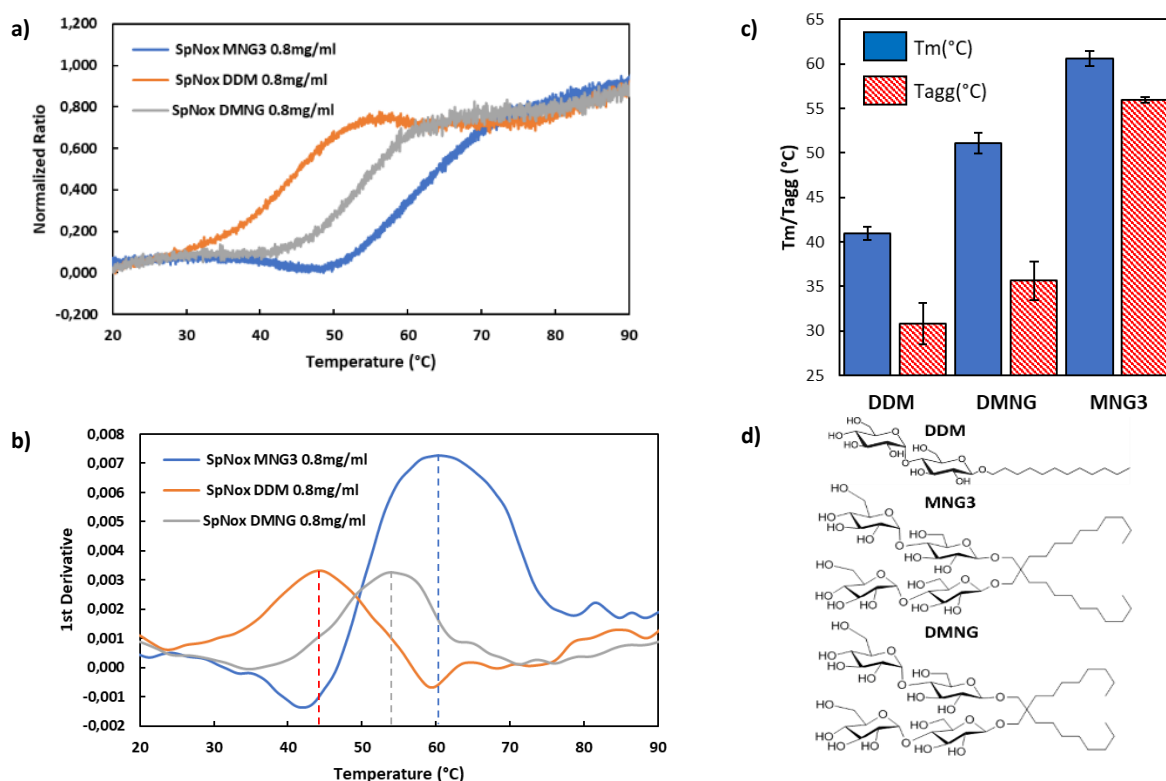 a)
1,200
1,000
0,800
0,600
0,400
0,200
0,000
-0,200
Normalized Ratio
SpNox MNG3 0.8mg/ml
SpNox DDM 0.8mg/ml
SpNox DMNG 0.8mg/ml
20 30 40 50 60 70 80 90
Temperature (°C)
b)
0,008
0,007
0,006
0,005
0,004
0,003
0,002
0,001
0,000
-0,001
-0,002
1st Derivative
SpNox MNG3 0.8mg/ml
SpNox DDM 0.8mg/ml
SpNox DMNG 0.8mg/ml
20 30 40 50 60 70 80 90
Temperature (°C)
c)
65
60
55
50
45
40
35
30
25
Tm/Tagg (°C)
Tm(°C)
Tagg(°C)
DDM DMNG MNG3
d)
DDM
MNG3
DMNG